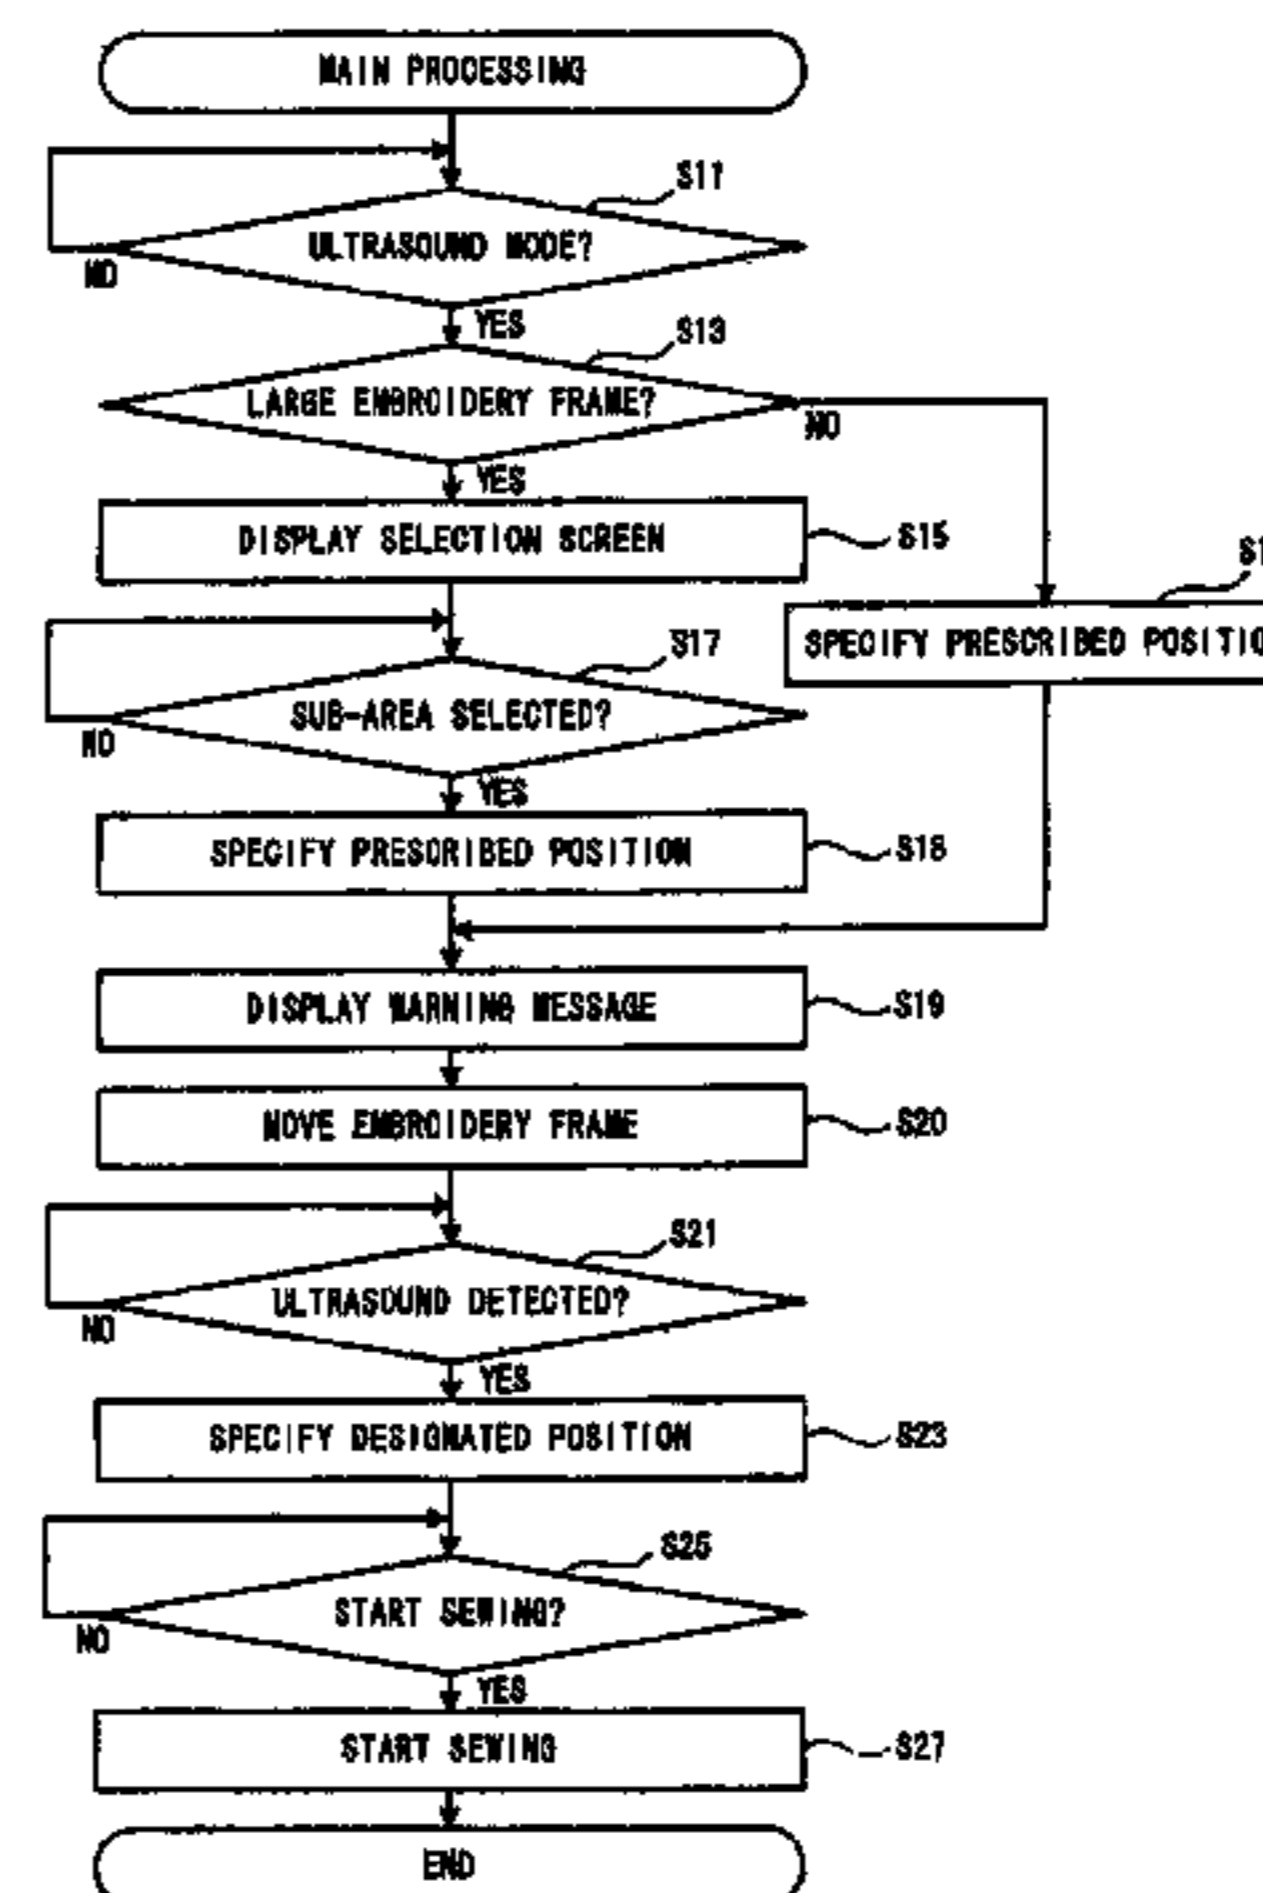 MAIN PROCESSING
S11
ULTRASOUND MODE?
NO
YES
S13
LARGE EMBROIDERY FRAME?
NO
YES
DISPLAY SELECTION SCREEN
S15
S17
SPECIFY PRESCRIBED
SUB-AREA SELECTED?
NO
YES
SPECIFY PRESCRIBED POSITION
S18
DISPLAY WARNING MESSAGE
S19
MOVE EMBROIDERY FRAME
S20
S21
ULTRASOUND DETECTED?
NO
YES
SPECIFY DESIGNATED POSITION
S23
S25
START SEWING?
NO
YES
START SEWING
S27
END